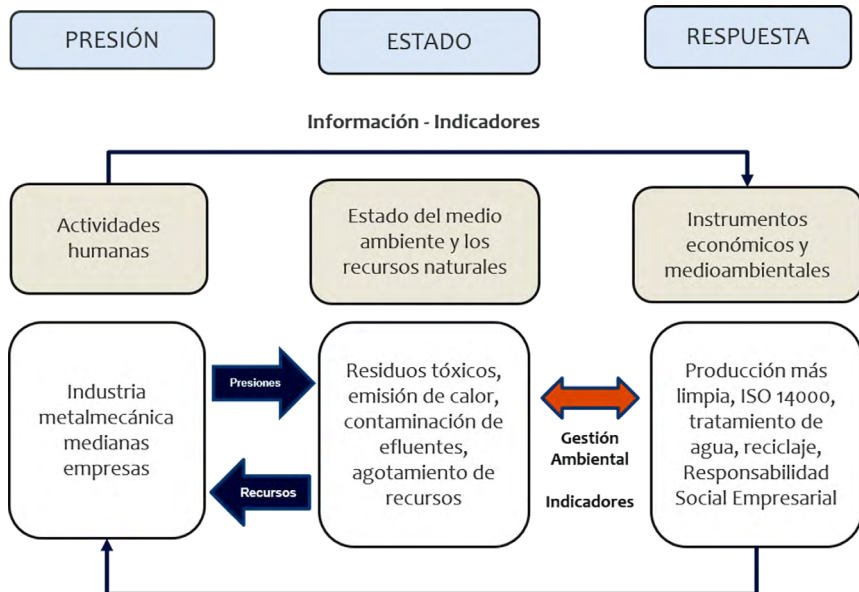 PRESIÓN
ESTADO
RESPUESTA
Información - Indicadores
Actividades
humanas
Estado del medio
ambiente y los
recursos naturales
Instrumentos
económicos y
medioambientales
Industria
metalmecánica
medianas
empresas
Presiones
Recursos
Residuos tóxicos,
emisión de calor,
contaminación de
efluentes,
agotamiento de
recursos
Gestión
Ambiental
Indicadores
Producción más
limpia, ISO 14000,
tratamiento de
agua, reciclaje,
Responsabilidad
Social Empresarial